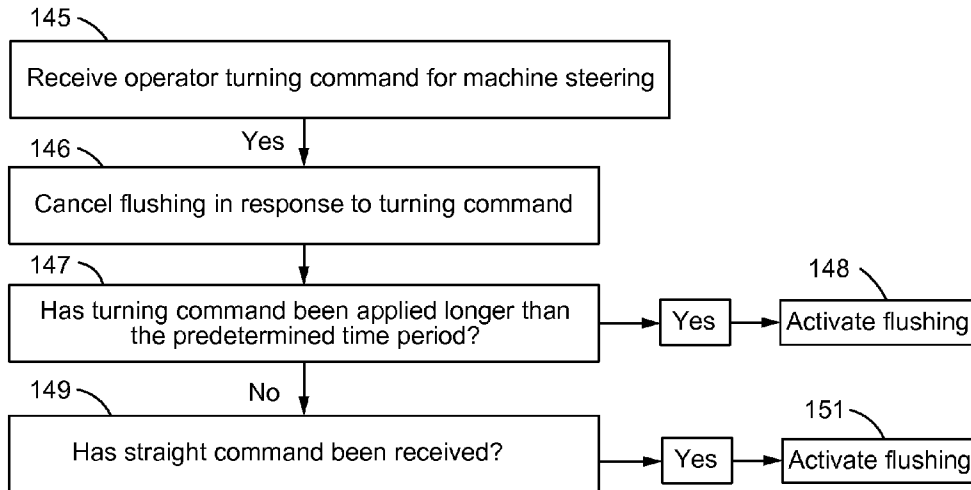 145
Receive operator turning command for machine steering
Yes
146
Cancel flushing in response to turning command
147
Has turning command been applied longer than
the predetermined time period?
Yes
148
Activate flushing
No
149
Has straight command been received?
Yes
151
Activate flushing